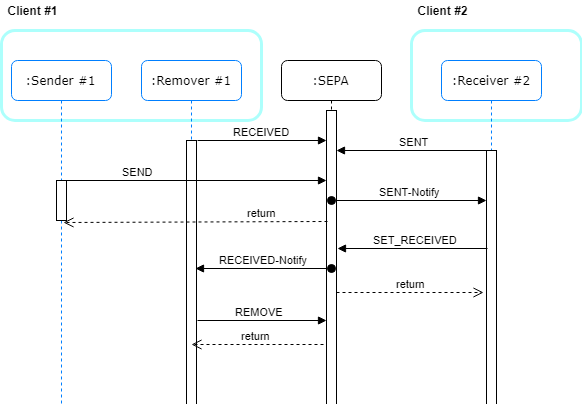 Client #1
Client #2
:Sender #1
:Remover #1
:SEPA
:Receiver #2
RECEIVED
SENT
SEND
SENT-Notify
return
SET_RECEIVED
RECEIVED-Notify
return
REMOVE
return